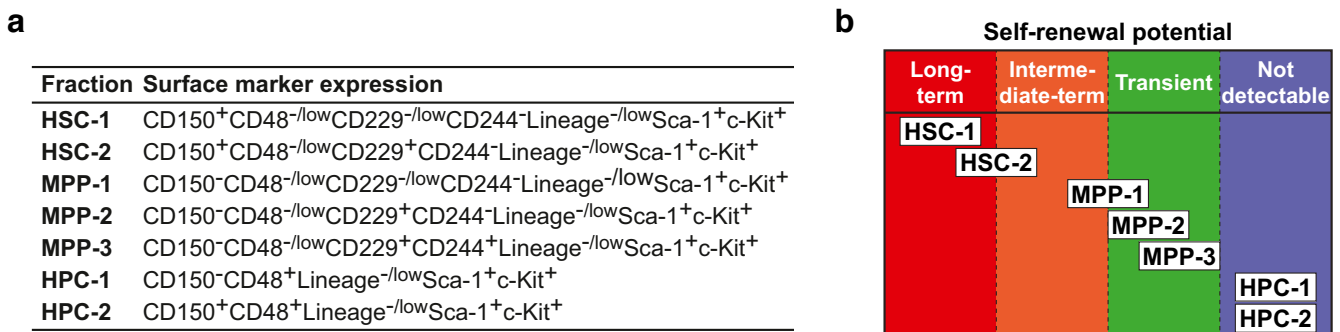 a
Fraction Surface marker expression
HSC-1 CD150⁺CD48⁻/ˡᵒʷCD229⁻/ˡᵒʷCD244⁻Lineage⁻/ˡᵒʷSca-1⁺c-Kit⁺
HSC-2 CD150⁺CD48⁻/ˡᵒʷCD229⁺CD244⁻Lineage⁻/ˡᵒʷSca-1⁺c-Kit⁺
MPP-1 CD150⁻CD48⁻/ˡᵒʷCD229⁻/ˡᵒʷCD244⁻Lineage⁻/ˡᵒʷSca-1⁺c-Kit⁺
MPP-2 CD150⁻CD48⁻/ˡᵒʷCD229⁺CD244⁻Lineage⁻/ˡᵒʷSca-1⁺c-Kit⁺
MPP-3 CD150⁻CD48⁻/ˡᵒʷCD229⁺CD244⁺Lineage⁻/ˡᵒʷSca-1⁺c-Kit⁺
HPC-1 CD150⁻CD48⁺Lineage⁻/ˡᵒʷSca-1⁺c-Kit⁺
HPC-2 CD150⁺CD48⁺Lineage⁻/ˡᵒʷSca-1⁺c-Kit⁺
b
Self-renewal potential
Long-
term
Interme-
diate-term
Transient
Not
detectable
HSC-1
HSC-2
MPP-1
MPP-2
MPP-3
HPC-1
HPC-2